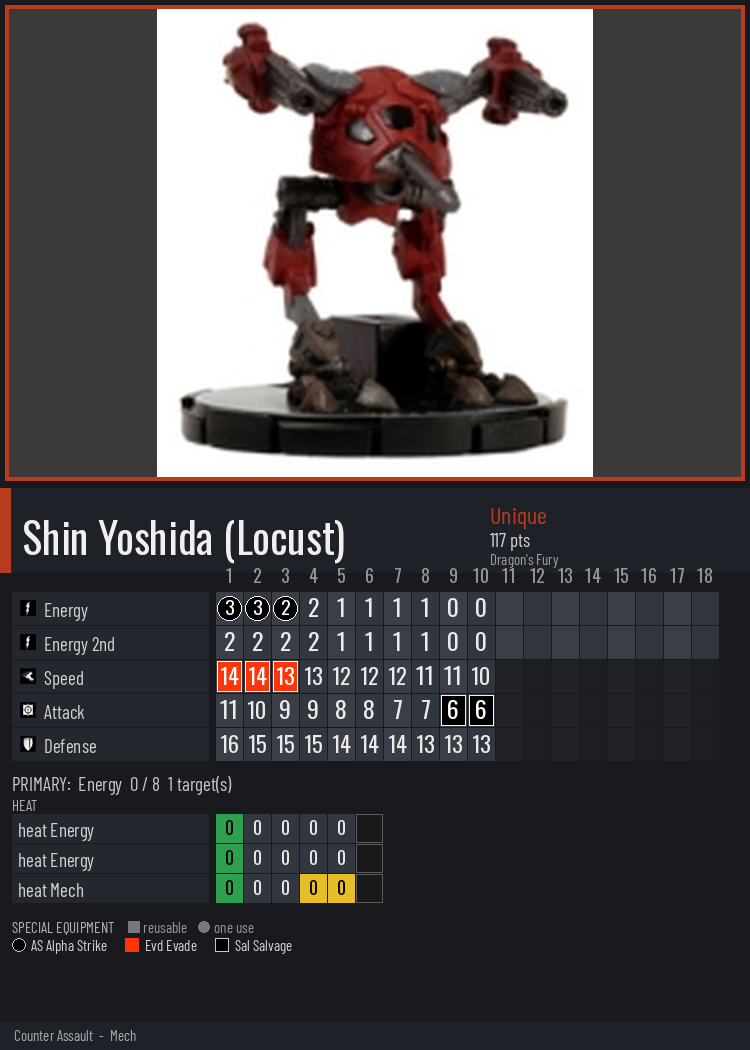 Shin Yoshida (Locust)
Unique
117 pts
Dragon's Fury
1 2 3 4 5 6 7 8 9 10 11 12 13 14 15 16 17 18
Energy 3 3 2 2 1 1 1 1 0 0
Energy 2nd 2 2 2 2 1 1 1 1 0 0
Speed 14 14 13 13 12 12 12 11 11 10
Attack 11 10 9 9 8 8 7 7 6 6
Defense 16 15 15 15 14 14 14 13 13 13
PRIMARY: Energy 0 / 8 1 target(s)
HEAT
heat Energy 0 0 0 0 0
heat Energy 0 0 0 0 0
heat Mech 0 0 0 0 0
SPECIAL EQUIPMENT reusable one use
AS Alpha Strike Evd Evade Sal Salvage
Counter Assault - Mech